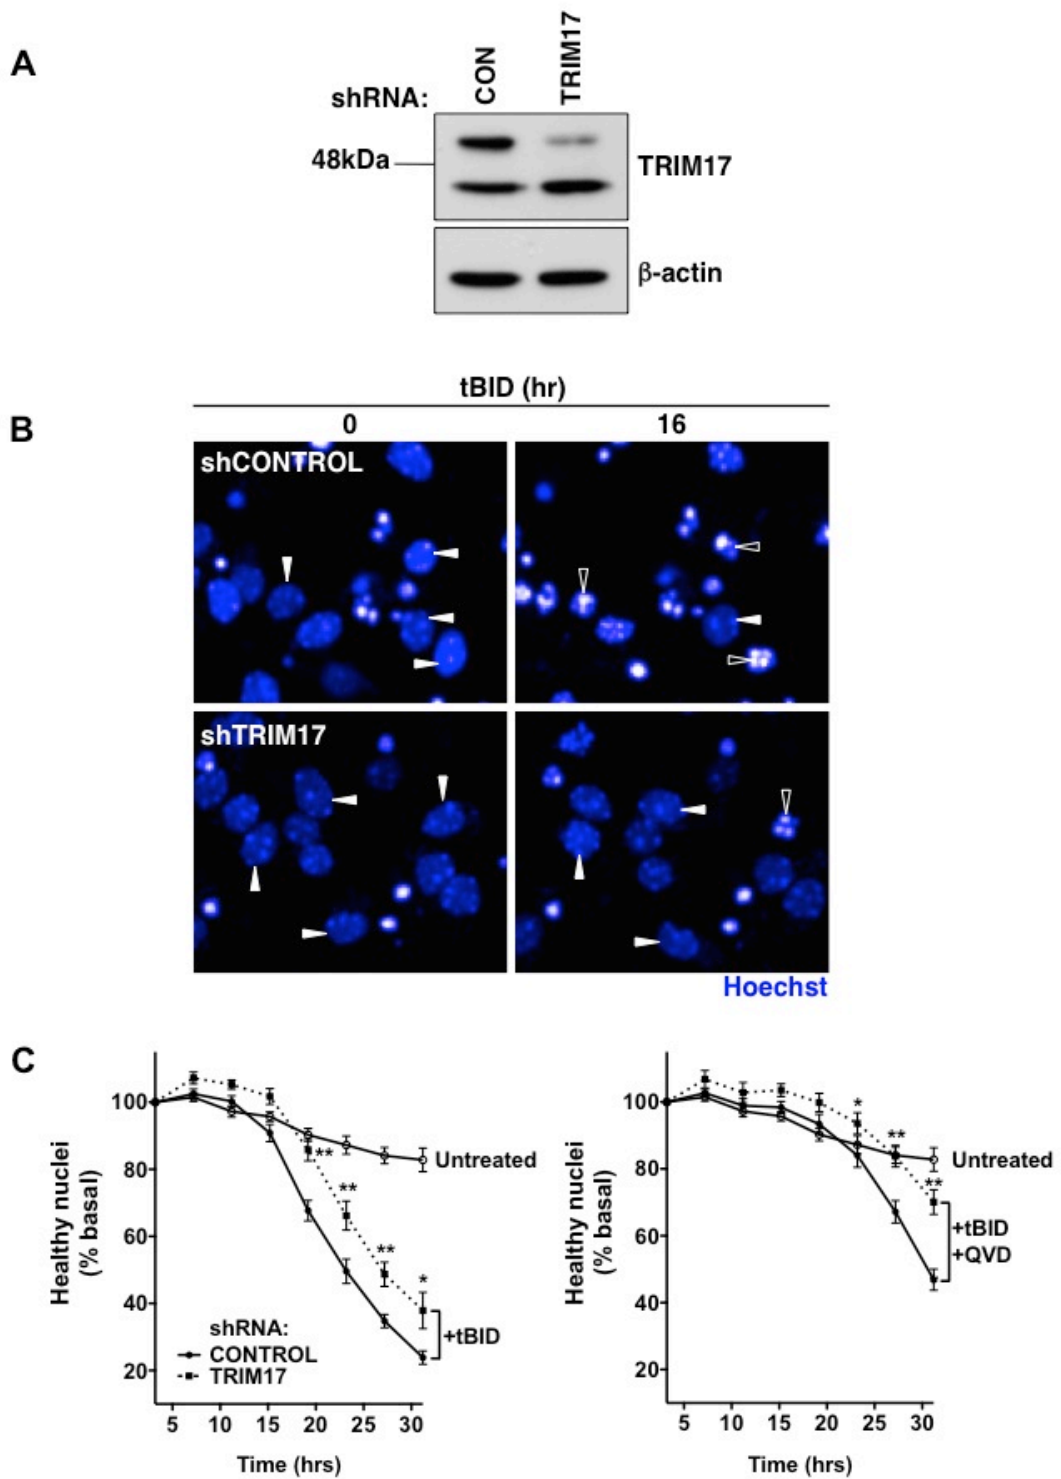 A
shRNA: CON TRIM17
48kDa
TRIM17
β-actin
B
tBID (hr)
0 16
shCONTROL
shTRIM17
Hoechst
C
Healthy nuclei
(% basal)
100
80
60
40
20
5 10 15 20 25 30
Time (hrs)
Untreated
**
**
**
*
+tBID
shRNA:
CONTROL
TRIM17
Healthy nuclei
(% basal)
100
80
60
40
20
5 10 15 20 25 30
Time (hrs)
*
**
**
Untreated
+tBID
+QVD